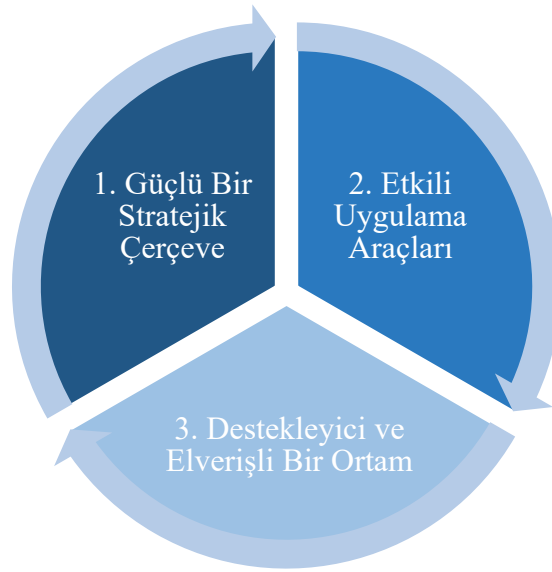 1. Güçlü Bir
Stratejik
Çerçeve
2. Etkili
Uygulama
Araçları
3. Destekleyici ve
Elverişli Bir Ortam